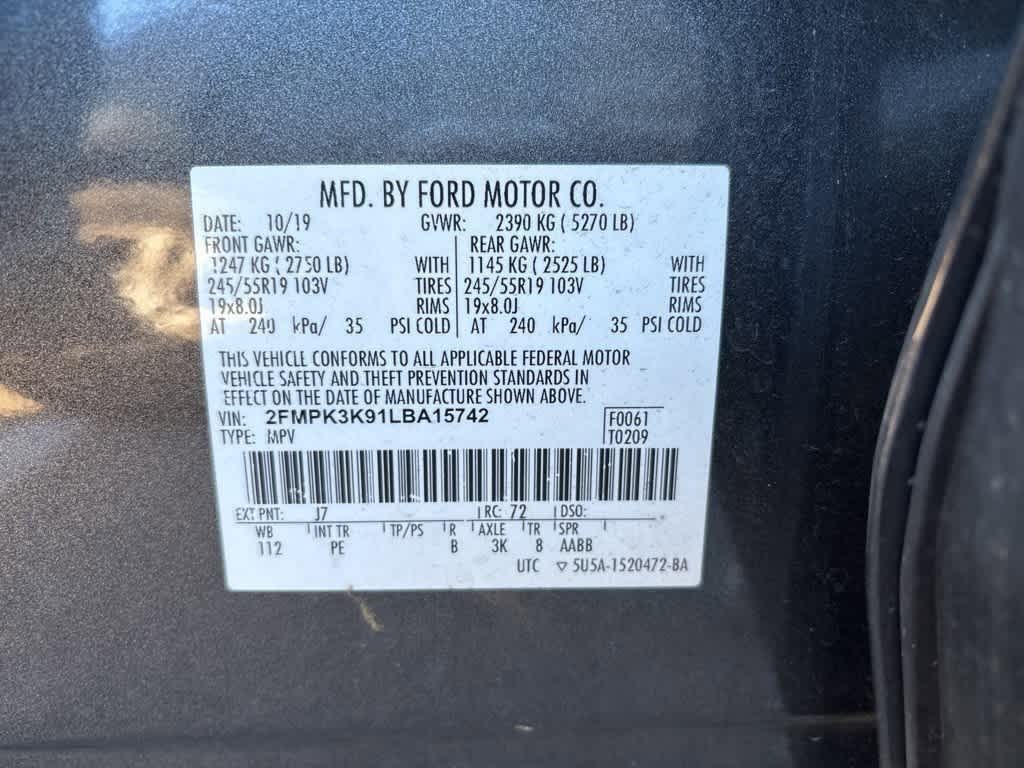 MFD. BY FORD MOTOR CO.
DATE: 10/19 GVWR: 2390 KG ( 5270 LB)
FRONT GAWR: REAR GAWR:
1247 KG ( 2750 LB) WITH 1145 KG ( 2525 LB) WITH
245/55R19 103V TIRES 245/55R19 103V TIRES
19x8.0J RIMS 19x8.0J RIMS
AT 240 kPa/ 35 PSI COLD AT 240 kPa/ 35 PSI COLD
THIS VEHICLE CONFORMS TO ALL APPLICABLE FEDERAL MOTOR
VEHICLE SAFETY AND THEFT PREVENTION STANDARDS IN
EFFECT ON THE DATE OF MANUFACTURE SHOWN ABOVE.
VIN: 2FMPK3K91LBA15742 F0061
TYPE: MPV T0209
EXT PNT: J7 RC: 72 DSO:
WB INT TR TP/PS R AXLE TR SPR
112 PE B 3K 8 AABB
UTC ▽ 5U5A-1520472-BA